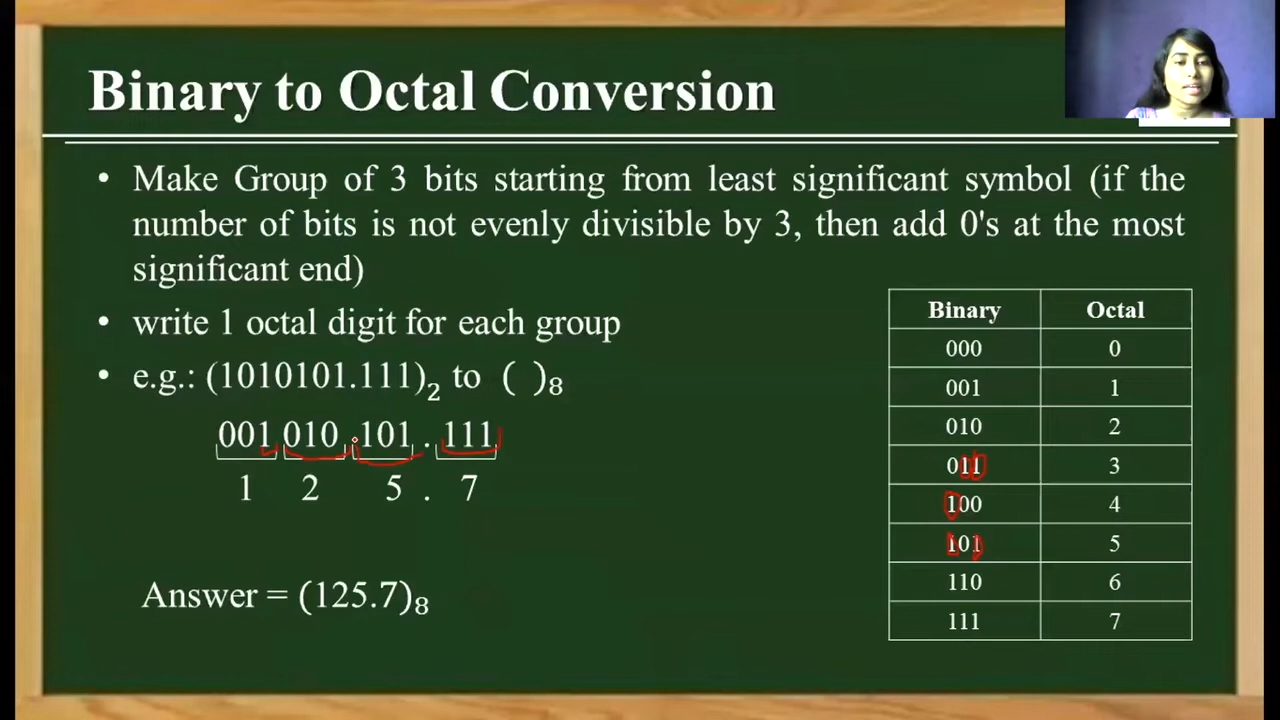 Binary to Octal Conversion
• Make Group of 3 bits starting from least significant symbol (if the
number of bits is not evenly divisible by 3, then add 0's at the most
significant end)
• write 1 octal digit for each group
• e.g.: (1010101.111)₂ to ( )₈
001 010 101 . 111
1 2 5 . 7
Answer = (125.7)₈
Binary Octal
000 0
001 1
010 2
011 3
100 4
101 5
110 6
111 7